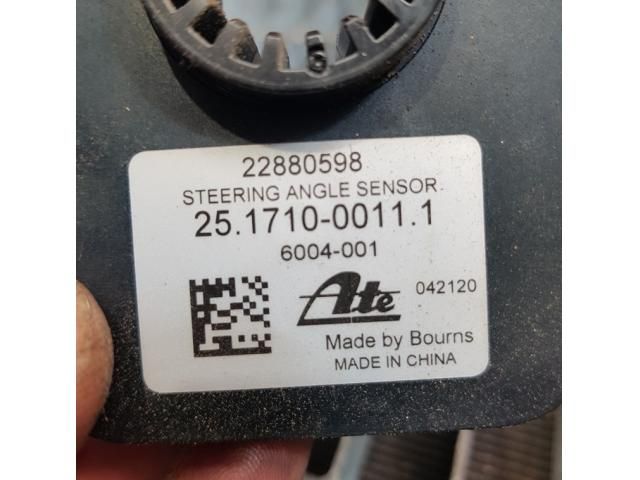 22880598
STEERING ANGLE SENSOR
25.1710-0011.1
6004-001
Ate 042120
Made by Bourns
MADE IN CHINA